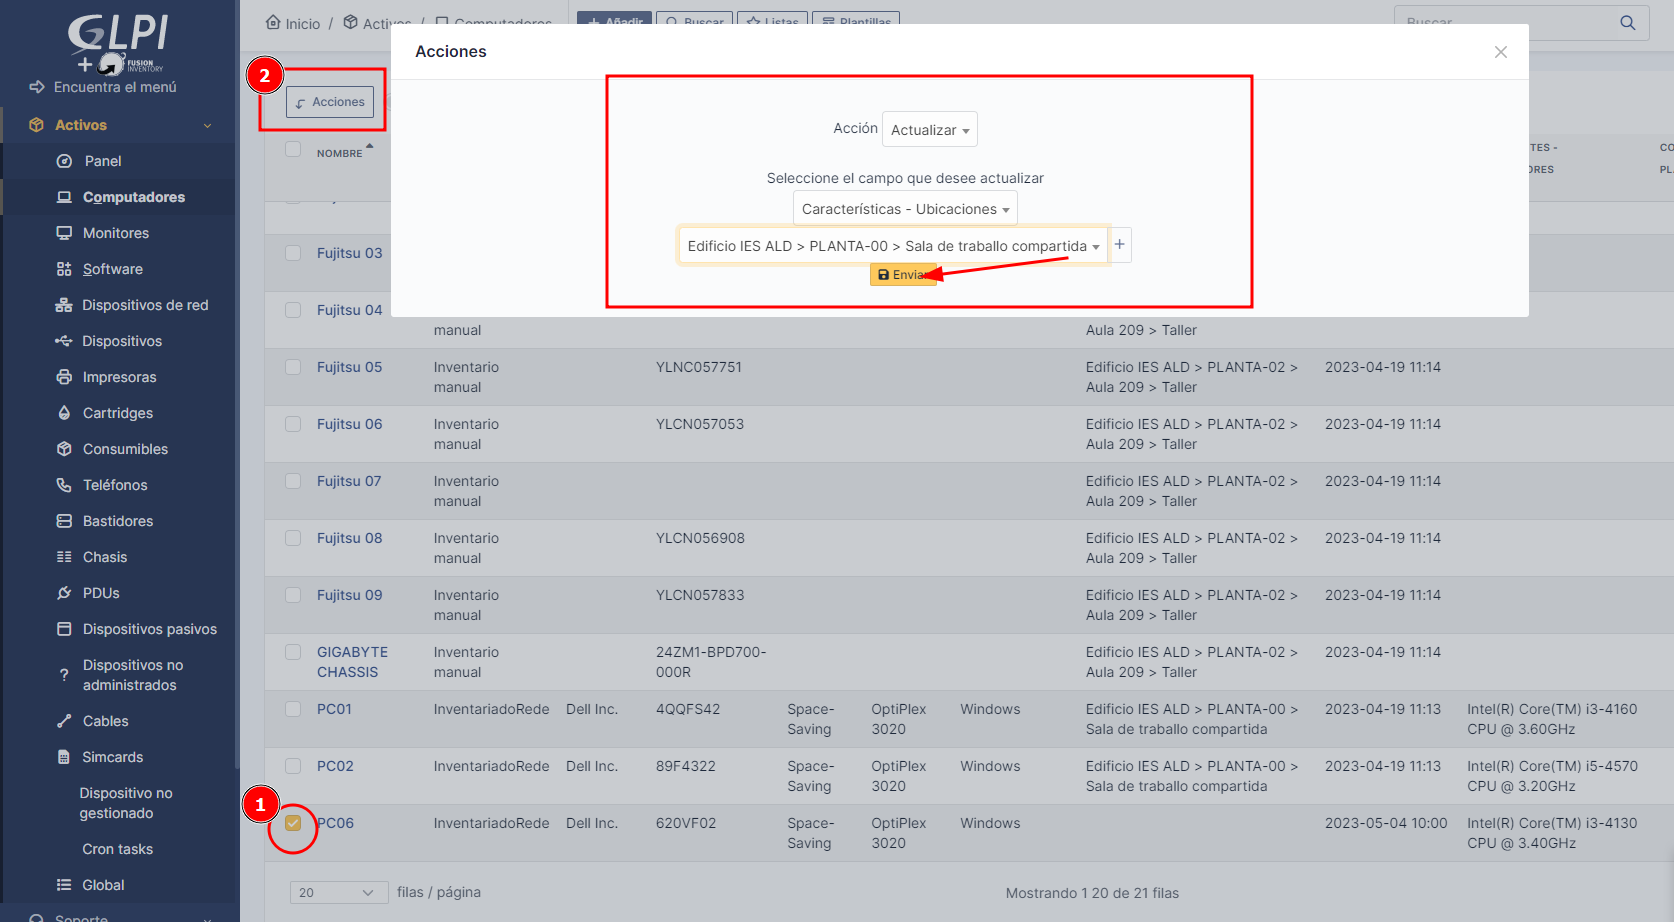 GLPI
FUSION
INVENTORY
Encuentra el menú
Activos
Panel
Computadores
Monitores
Software
Dispositivos de red
Dispositivos
Impresoras
Cartridges
Consumibles
Teléfonos
Bastidores
Chasis
PDUs
Dispositivos pasivos
Dispositivos no
administrados
Cables
Simcards
Dispositivo no
gestionado
Cron tasks
Global
Soporte
Inicio / Activos / Computadores
Añadir Buscar Listas Plantillas
Buscar
2
Acciones
Acciones
Acción Actualizar
Seleccione el campo que desee actualizar
Características - Ubicaciones
Edificio IES ALD > PLANTA-00 > Sala de traballo compartida +
Enviar
NOMBRE
Fujitsu 03
Fujitsu 04
manual Aula 209 > Taller
Fujitsu 05 Inventario YLNC057751 Edificio IES ALD > PLANTA-02 > 2023-04-19 11:14
manual Aula 209 > Taller
Fujitsu 06 Inventario YLCN057053 Edificio IES ALD > PLANTA-02 > 2023-04-19 11:14
manual Aula 209 > Taller
Fujitsu 07 Inventario Edificio IES ALD > PLANTA-02 > 2023-04-19 11:14
manual Aula 209 > Taller
Fujitsu 08 Inventario YLCN056908 Edificio IES ALD > PLANTA-02 > 2023-04-19 11:14
manual Aula 209 > Taller
Fujitsu 09 Inventario YLCN057833 Edificio IES ALD > PLANTA-02 > 2023-04-19 11:14
manual Aula 209 > Taller
GIGABYTE Inventario 24ZM1-BPD700- Edificio IES ALD > PLANTA-02 > 2023-04-19 11:14
CHASSIS manual 000R Aula 209 > Taller
PC01 InventariadoRede Dell Inc. 4QQFS42 Space- OptiPlex Windows Edificio IES ALD > PLANTA-00 > 2023-04-19 11:13 Intel(R) Core(TM) i3-4160
Saving 3020 Sala de traballo compartida CPU @ 3.60GHz
PC02 InventariadoRede Dell Inc. 89F4322 Space- OptiPlex Windows Edificio IES ALD > PLANTA-00 > 2023-04-19 11:13 Intel(R) Core(TM) i5-4570
Saving 3020 Sala de traballo compartida CPU @ 3.20GHz
1
PC06 InventariadoRede Dell Inc. 620VF02 Space- OptiPlex Windows 2023-05-04 10:00 Intel(R) Core(TM) i3-4130
Saving 3020 CPU @ 3.40GHz
20 filas / página Mostrando 1 20 de 21 filas